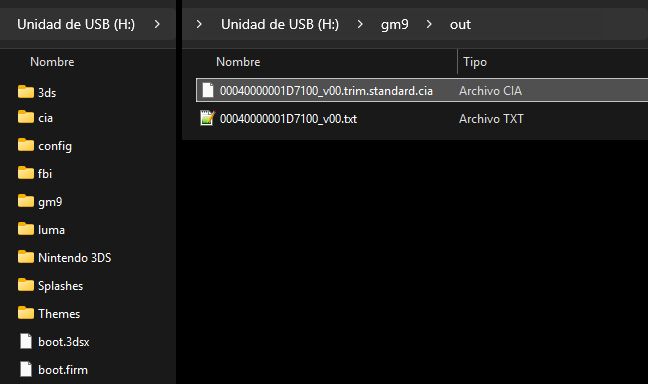 Unidad de USB (H:)
Nombre
3ds
cia
config
fbi
gm9
luma
Nintendo 3DS
Splashes
Themes
boot.3dsx
boot.firm
Unidad de USB (H:) gm9 out
Nombre Tipo
00040000001D7100_v00.trim.standard.cia Archivo CIA
00040000001D7100_v00.txt Archivo TXT